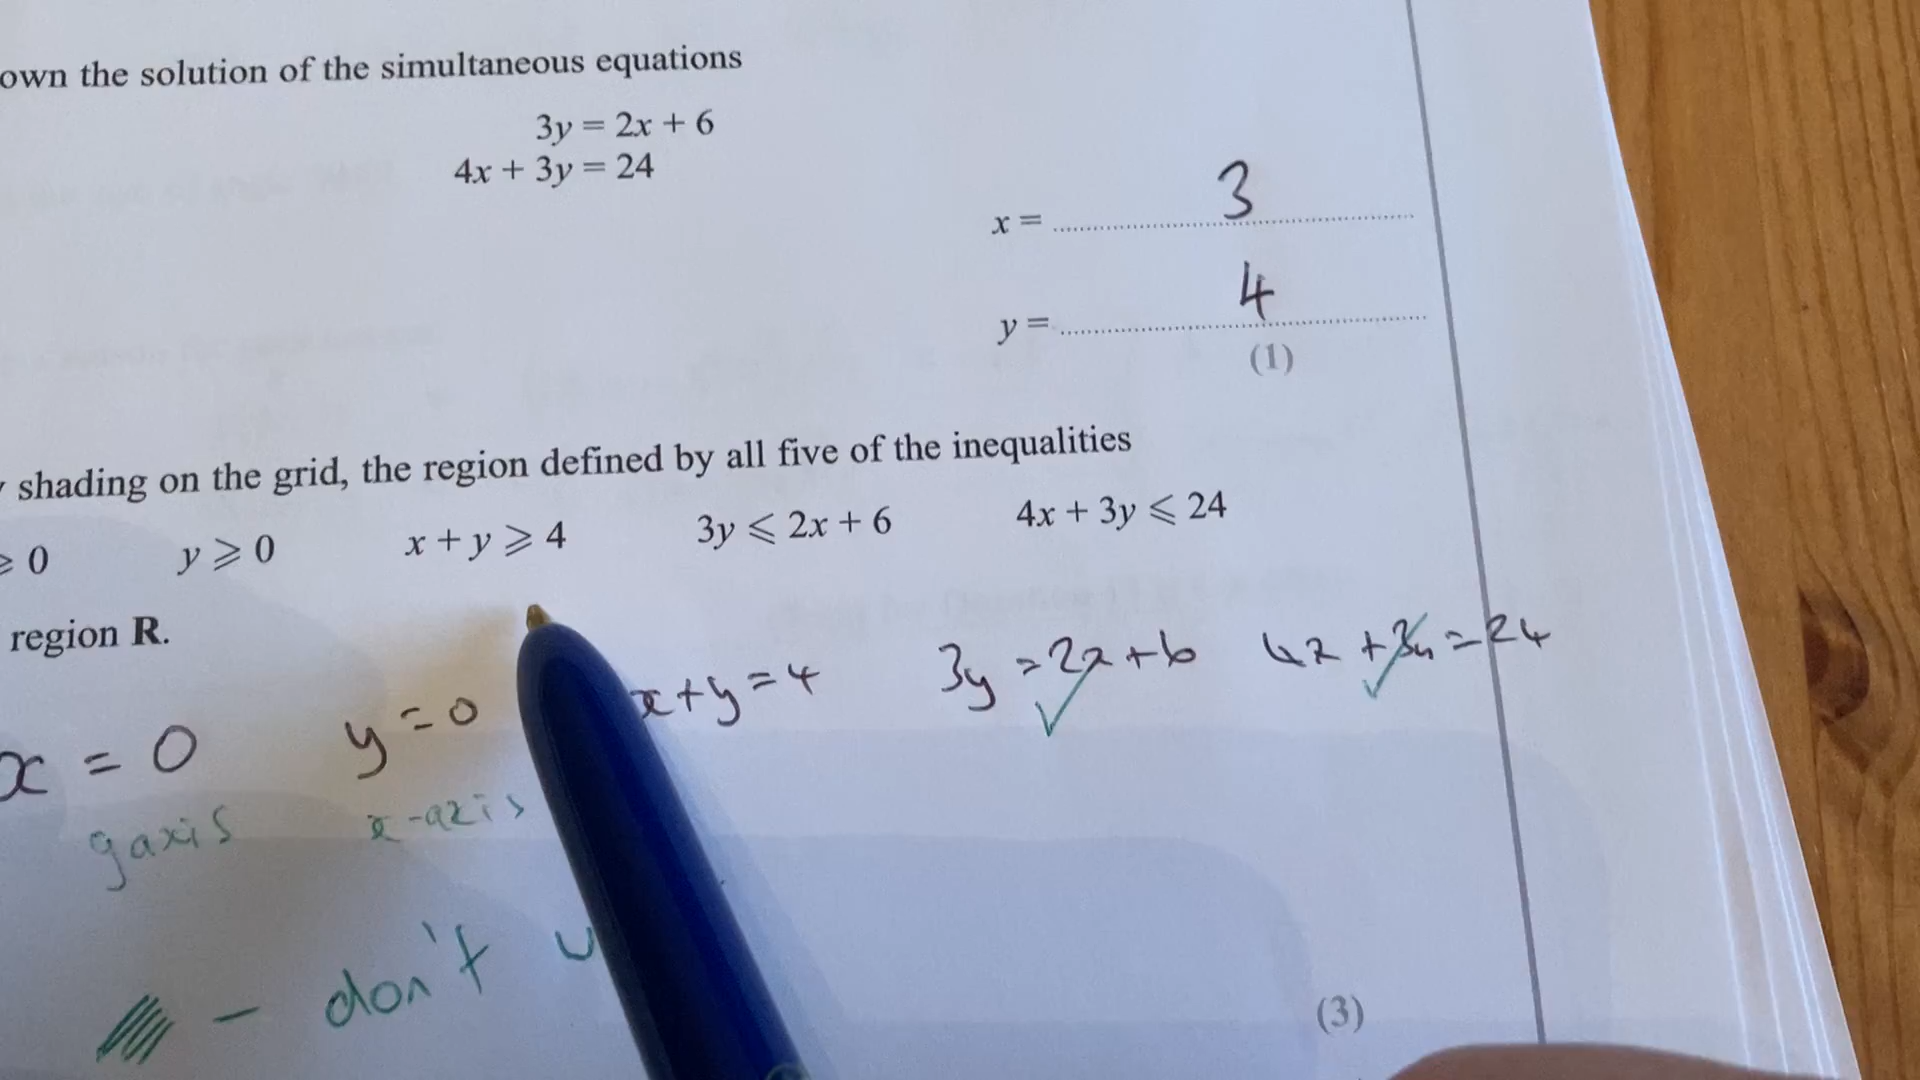 own the solution of the simultaneous equations
3y = 2x + 6
4x + 3y = 24
x = 3
y = 4
(1)
shading on the grid, the region defined by all five of the inequalities
⩾ 0 y ⩾ 0 x + y ⩾ 4 3y ⩽ 2x + 6 4x + 3y ⩽ 24
region R.
x = 0 y = 0 x + y = 4 3y = 2x + 6 4x + 3y = 24
y axis x-axis
- don't
(3)